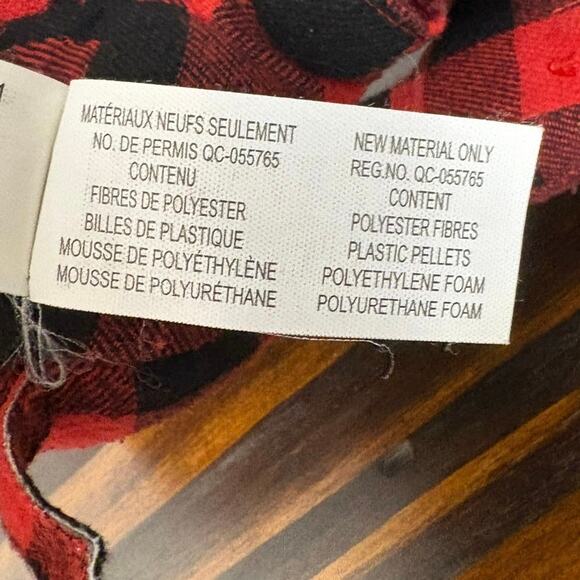 MATÉRIAUX NEUFS SEULEMENT
NO. DE PERMIS QC-055765
CONTENU
FIBRES DE POLYESTER
BILLES DE PLASTIQUE
MOUSSE DE POLYÉTHYLÈNE
MOUSSE DE POLYURÉTHANE
NEW MATERIAL ONLY
REG.NO. QC-055765
CONTENT
POLYESTER FIBRES
PLASTIC PELLETS
POLYETHYLENE FOAM
POLYURETHANE FOAM